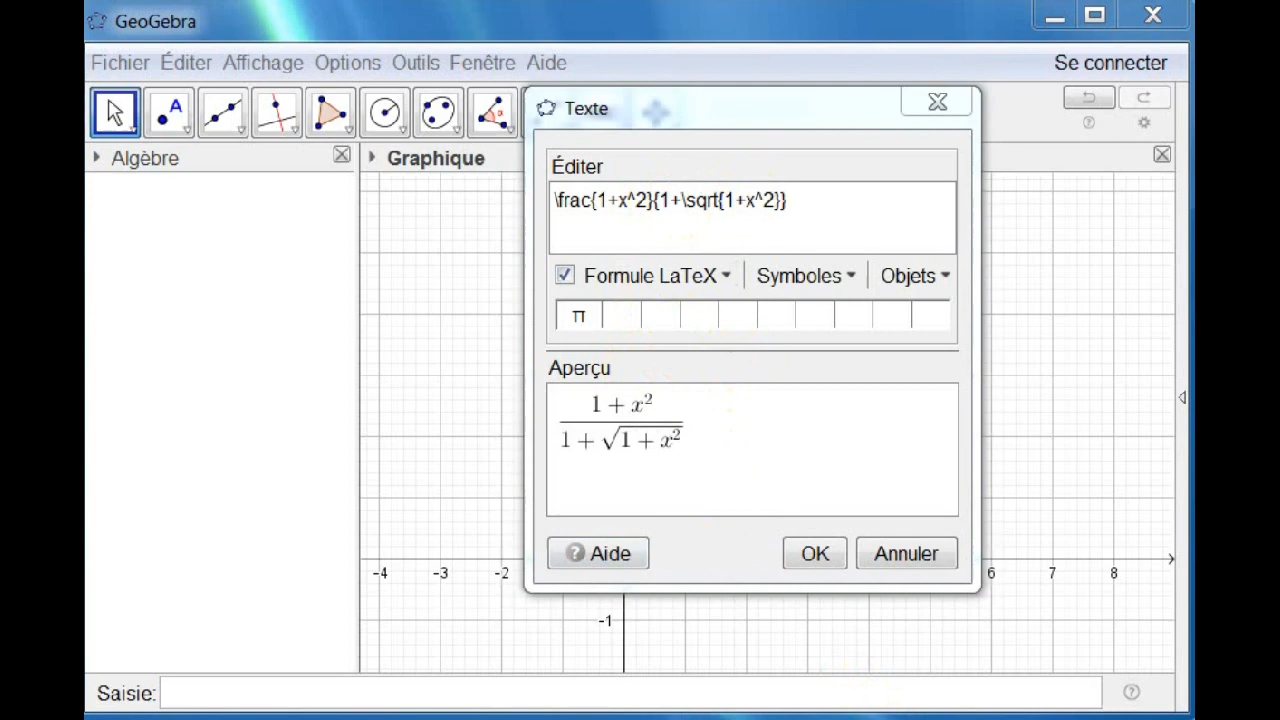 GeoGebra
Fichier Éditer Affichage Options Outils Fenêtre Aide Se connecter
A
Texte
Algèbre
Graphique
Éditer
\frac{1+x^2}{1+\sqrt{1+x^2}}
Formule LaTeX Symboles Objets
π
Aperçu
1 + x²
1 + √1 + x²
Aide OK Annuler
-4 -3 -2 6 7 8
-1
Saisie: